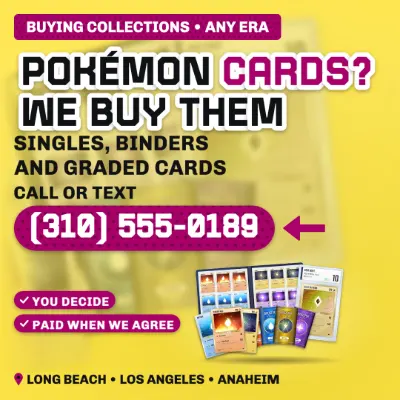 BUYING COLLECTIONS • ANY ERA
POKÉMON CARDS?
WE BUY THEM
SINGLES, BINDERS
AND GRADED CARDS
CALL OR TEXT
(310) 555-0189
YOU DECIDE
PAID WHEN WE AGREE
10
LONG BEACH • LOS ANGELES • ANAHEIM